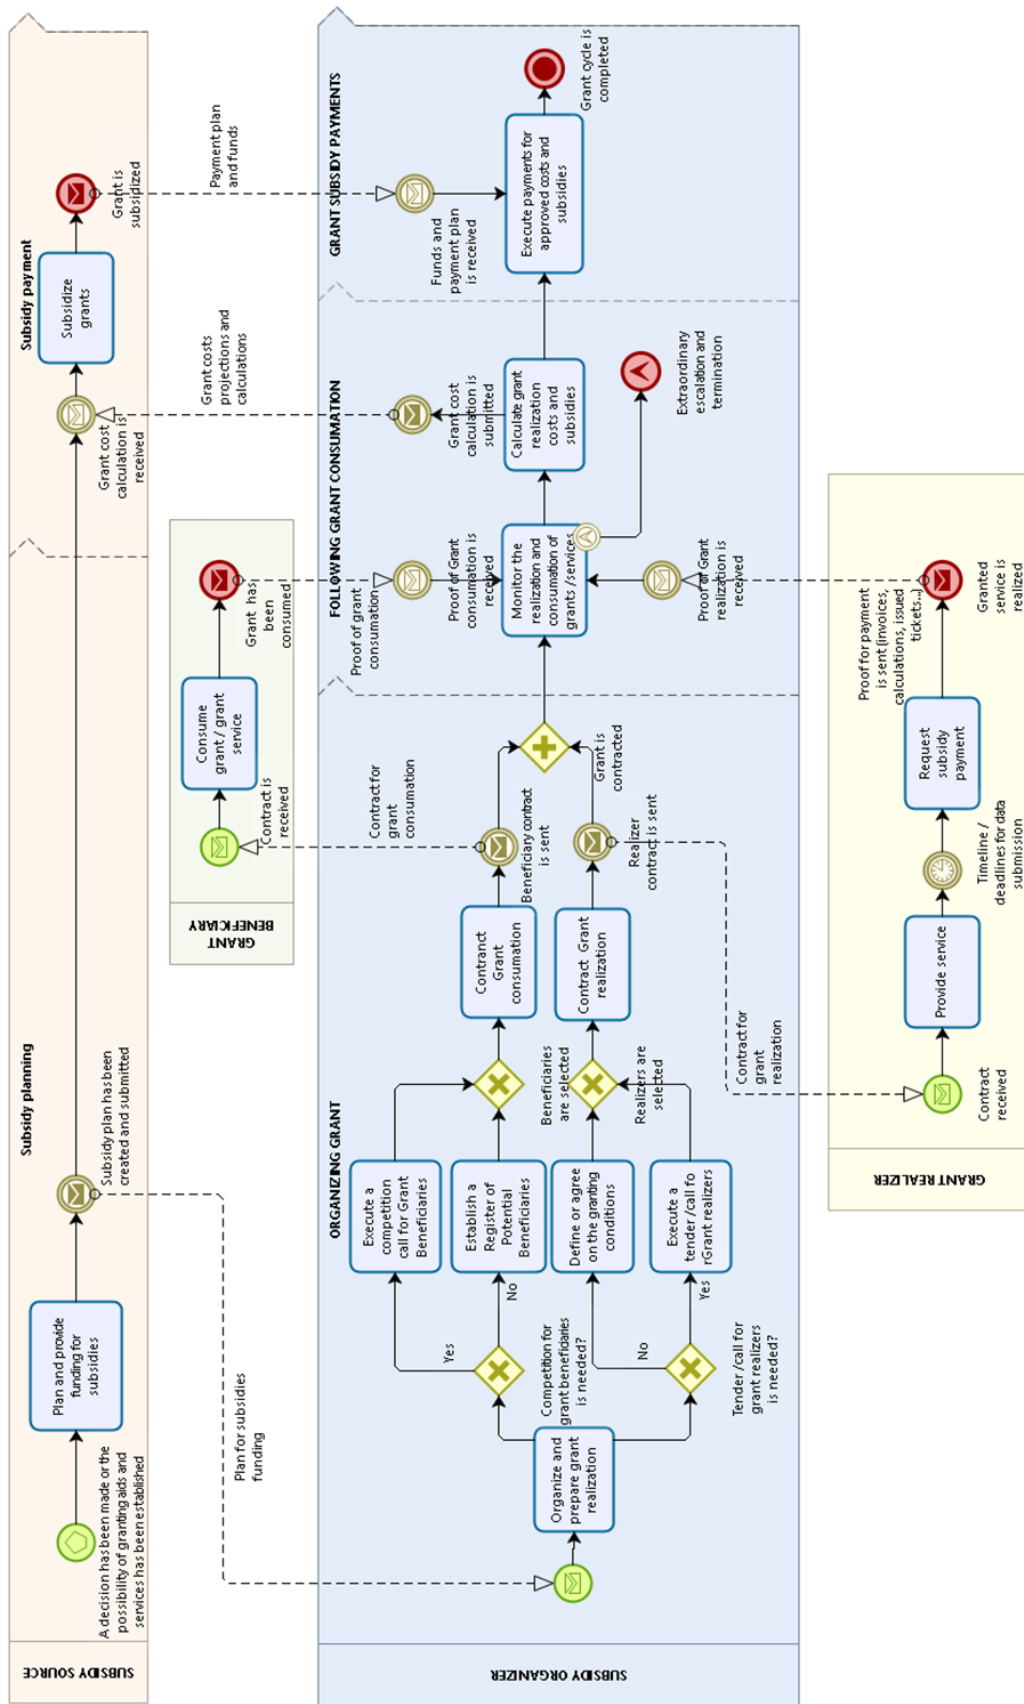 SUBSIDY SOURCE
Subsidy planning
Subsidy payment
A decision has been made or the
possibility of granting aids and
services has been established
Plan and provide
funding for
subsidies
Subsidy plan has been
created and submitted
Grant cost
calculation is
received
Subsidize
grants
Grant is
subsidized
Plan for subsidies
funding
Grant costs
projections and
calculations
Payment plan
and funds
GRANT
BENEFICIARY
Contract is
received
Consume
grant / grant
service
Grant has
been
consumed
Contract for
grant
consumation
Proof of grant
consumation
SUBSIDY ORGANIZER
ORGANIZING GRANT
FOLLOWING GRANT CONSUMATION
GRANT SUBSIDY PAYMENTS
Organize and
prepare grant
realization
Competition for
grant beneficiaries
is needed?
Yes
No
Tender /call for
grant realizers
is needed?
No
Yes
Execute a
competition
call for Grant
Beneficiaries
Establish a
Register of
Potential
Beneficiaries
Define or agree
on the granting
conditions
Execute a
tender /call fo
rGrant realizers
Beneficiaries
are selected
Realizers are
selected
Contranct
Grant
consumation
Contract Grant
realization
Beneficiary contract
is sent
Realizer
contract is sent
Grant is
contracted
Proof of Grant
consumation is
received
Monitor the
realization and
consumation of
grants /services
Proof of Grant
realization is
received
Grant cost
calculation is
submitted
Calculate grant
realization
costs and
subsidies
Extraordinary
escalation and
termination
Funds and
payment plan
is received
Execute payments for
approved costs and
subsidies
Grant cycle is
completed
Contract for
grant
realization
GRANT REALIZER
Contract
received
Provide service
Timeline /
deadlines for data
submission
Request
subsidy
payment
Proof for payment
is sent (invoices,
calculations, issued
tickets...)
Granted
service is
realized